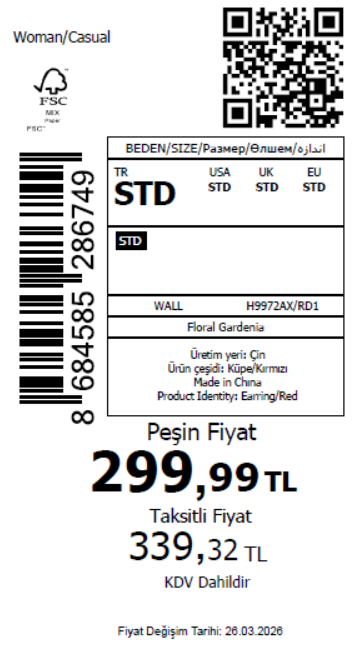 Woman/Casual
FSC
MIX
Paper
FSC™
BEDEN/SIZE/Размер/Өлшем/اندازه
TR USA UK EU
STD STD STD STD
STD
WALL H9972AX/RD1
Floral Gardenia
Üretim yeri: Çin
Ürün çeşidi: Küpe/Kırmızı
Made in China
Product Identity: Earring/Red
8 684585 286749
Peşin Fiyat
299,99 TL
Taksitli Fiyat
339,32 TL
KDV Dahildir
Fiyat Değişim Tarihi: 26.03.2026